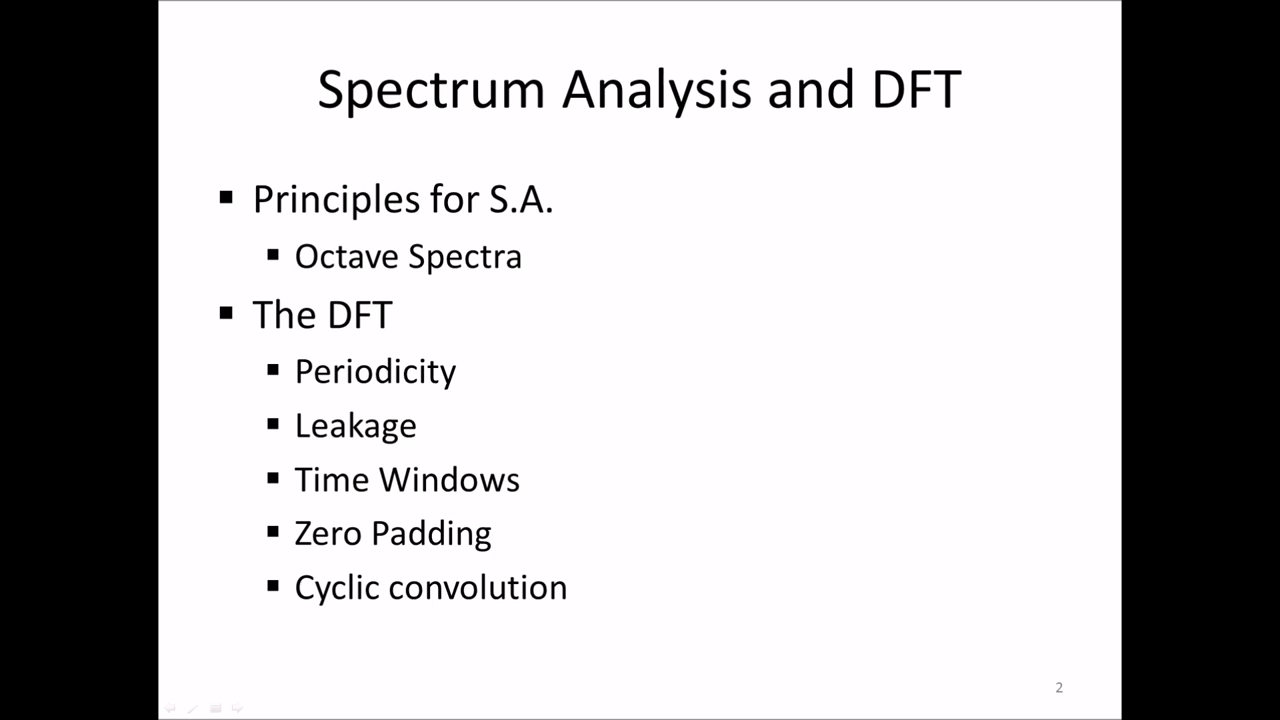 Spectrum Analysis and DFT
▪ Principles for S.A.
▪ Octave Spectra
▪ The DFT
▪ Periodicity
▪ Leakage
▪ Time Windows
▪ Zero Padding
▪ Cyclic convolution
2